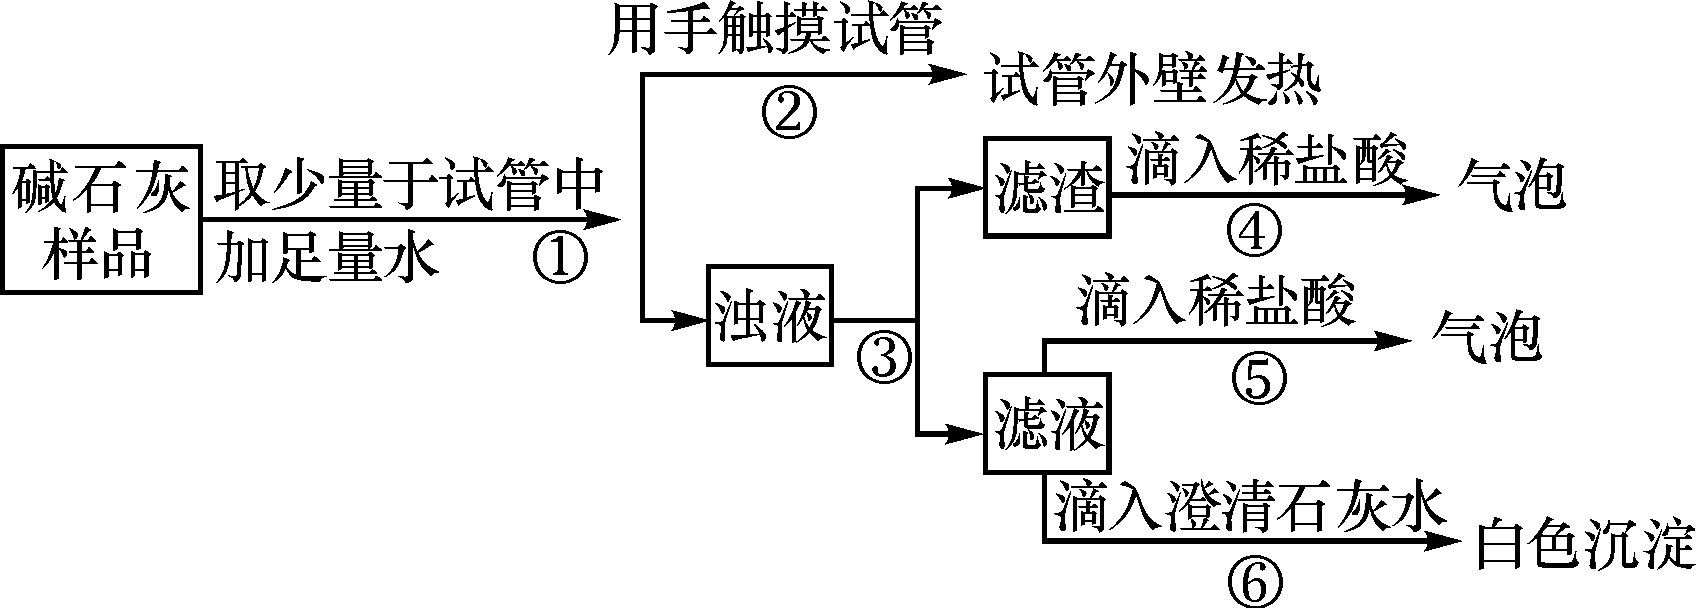 用手触摸试管
②
试管外壁发热
碱石灰
样品
取少量于试管中
加足量水
①
滤渣
滴入稀盐酸
④
气泡
浊液
③
滴入稀盐酸
⑤
气泡
滤液
滴入澄清石灰水
⑥
白色沉淀